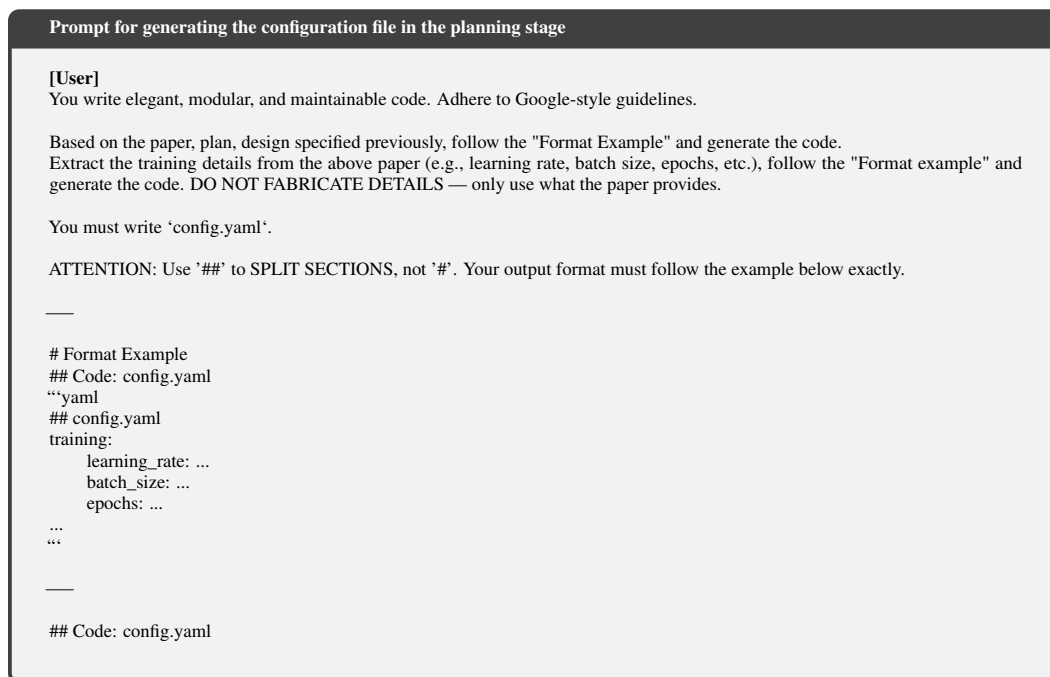 Prompt for generating the configuration file in the planning stage
[User]
You write elegant, modular, and maintainable code. Adhere to Google-style guidelines.
Based on the paper, plan, design specified previously, follow the "Format Example" and generate the code.
Extract the training details from the above paper (e.g., learning rate, batch size, epochs, etc.), follow the "Format example" and
generate the code. DO NOT FABRICATE DETAILS — only use what the paper provides.
You must write ‘config.yaml‘.
ATTENTION: Use ’##’ to SPLIT SECTIONS, not ’#’. Your output format must follow the example below exactly.
—–
# Format Example
## Code: config.yaml
“‘yaml
## config.yaml
training:
learning_rate: ...
batch_size: ...
epochs: ...
...
“‘
—–
## Code: config.yaml